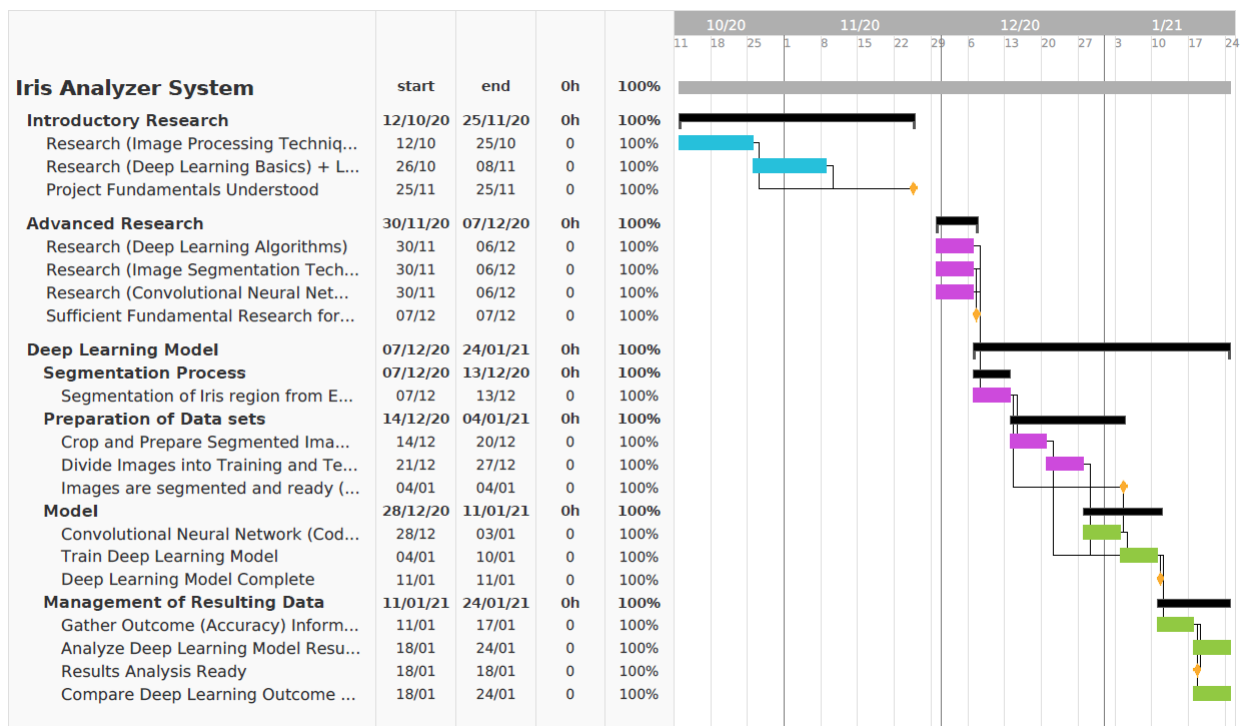 10/20 11/20 12/20 1/21
11 18 25 1 8 15 22 29 6 13 20 27 3 10 17 24
Iris Analyzer System start end 0h 100%
Introductory Research 12/10/20 25/11/20 0h 100%
Research (Image Processing Techniq... 12/10 25/10 0 100%
Research (Deep Learning Basics) + L... 26/10 08/11 0 100%
Project Fundamentals Understood 25/11 25/11 0 100%
Advanced Research 30/11/20 07/12/20 0h 100%
Research (Deep Learning Algorithms) 30/11 06/12 0 100%
Research (Image Segmentation Tech... 30/11 06/12 0 100%
Research (Convolutional Neural Net... 30/11 06/12 0 100%
Sufficient Fundamental Research for... 07/12 07/12 0 100%
Deep Learning Model 07/12/20 24/01/21 0h 100%
Segmentation Process 07/12/20 13/12/20 0h 100%
Segmentation of Iris region from E... 07/12 13/12 0 100%
Preparation of Data sets 14/12/20 04/01/21 0h 100%
Crop and Prepare Segmented Ima... 14/12 20/12 0 100%
Divide Images into Training and Te... 21/12 27/12 0 100%
Images are segmented and ready (... 04/01 04/01 0 100%
Model 28/12/20 11/01/21 0h 100%
Convolutional Neural Network (Cod... 28/12 03/01 0 100%
Train Deep Learning Model 04/01 10/01 0 100%
Deep Learning Model Complete 11/01 11/01 0 100%
Management of Resulting Data 11/01/21 24/01/21 0h 100%
Gather Outcome (Accuracy) Inform... 11/01 17/01 0 100%
Analyze Deep Learning Model Resu... 18/01 24/01 0 100%
Results Analysis Ready 18/01 18/01 0 100%
Compare Deep Learning Outcome ... 18/01 24/01 0 100%